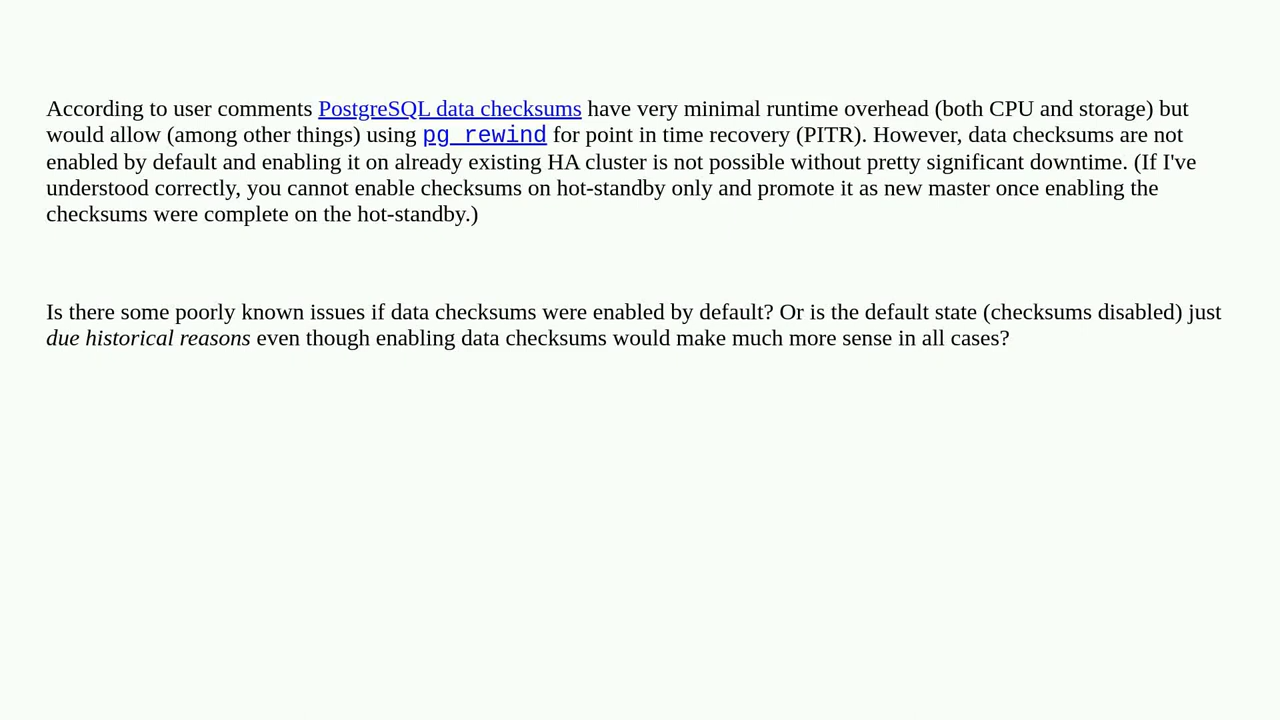 According to user comments PostgreSQL data checksums have very minimal runtime overhead (both CPU and storage) but
would allow (among other things) using pg_rewind for point in time recovery (PITR). However, data checksums are not
enabled by default and enabling it on already existing HA cluster is not possible without pretty significant downtime. (If I've
understood correctly, you cannot enable checksums on hot-standby only and promote it as new master once enabling the
checksums were complete on the hot-standby.)
Is there some poorly known issues if data checksums were enabled by default? Or is the default state (checksums disabled) just
due historical reasons even though enabling data checksums would make much more sense in all cases?